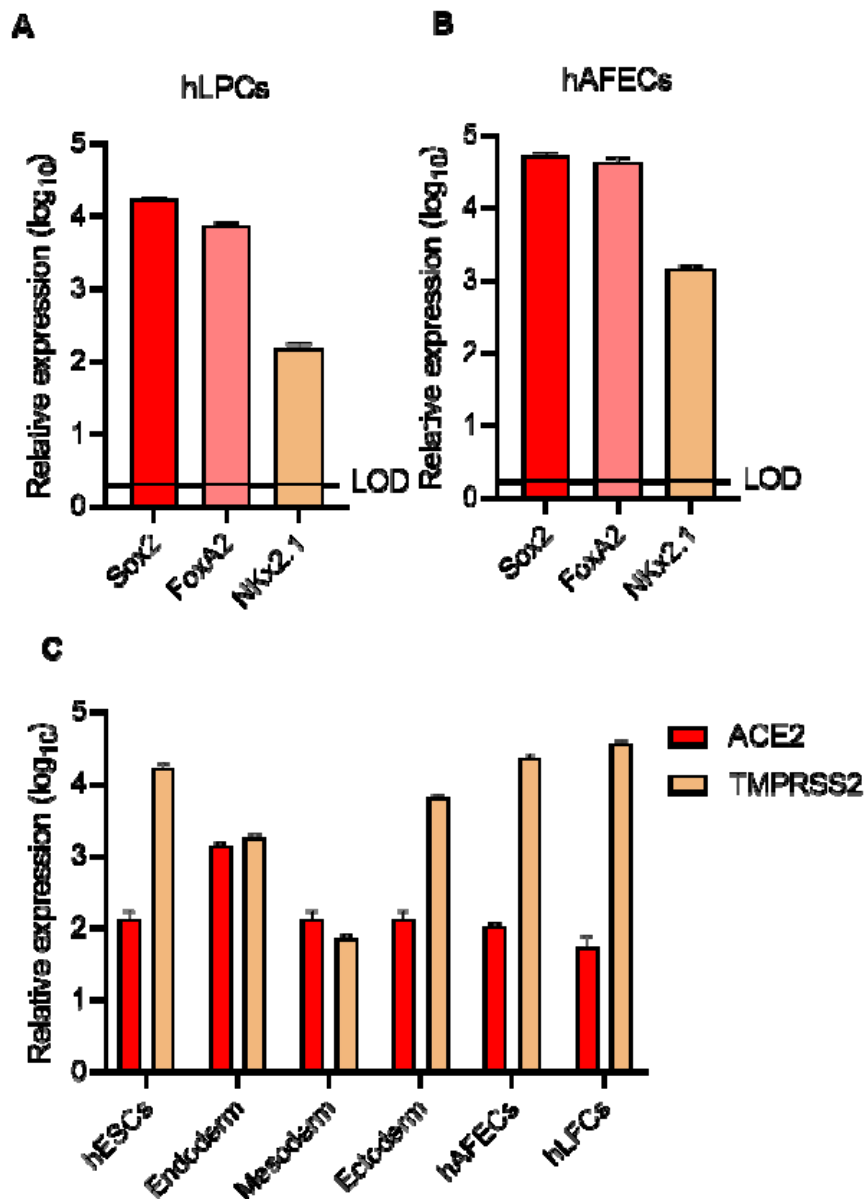 A
hLPCs
Relative expression (log10)
5
4
3
2
1
0
LOD
Sox2
FoxA2
NKx2.1
B
hAFECs
Relative expression (log10)
5
4
3
2
1
0
LOD
Sox2
FoxA2
NKx2.1
C
Relative expression (log10)
5
4
3
2
1
0
ACE2
TMPRSS2
hESCs
Endoderm
Mesoderm
Ectoderm
hAFECs